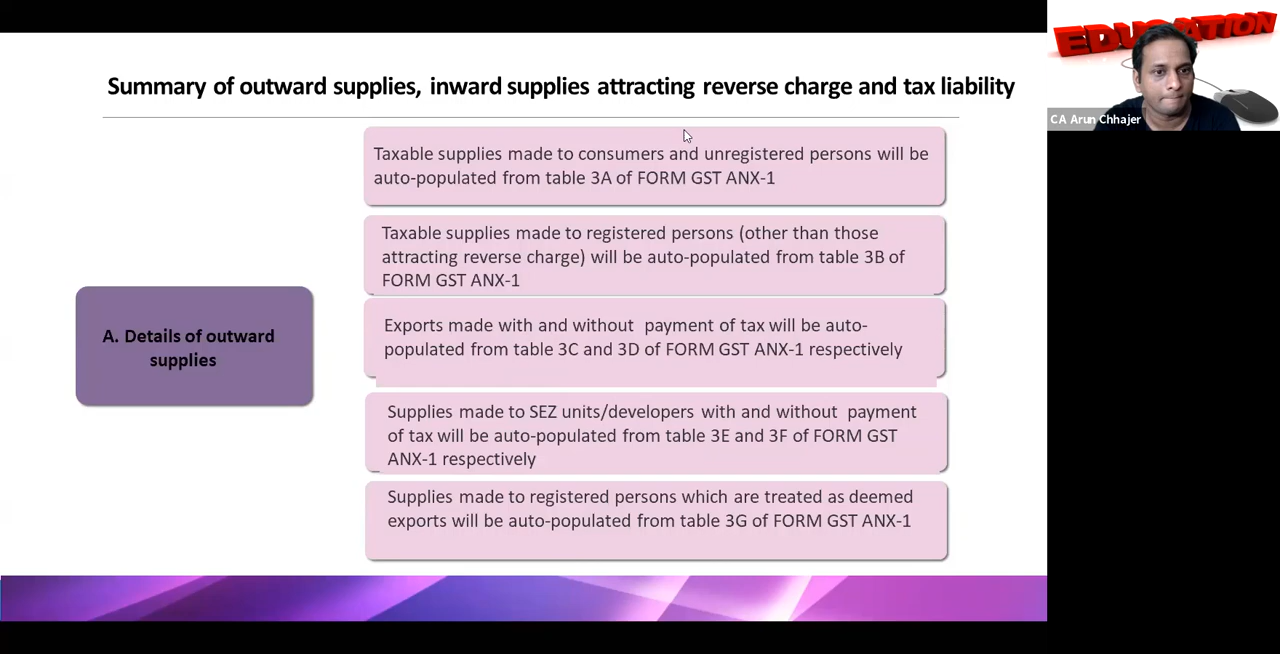 EDUCATION
CA Arun Chhajer
Summary of outward supplies, inward supplies attracting reverse charge and tax liability
Taxable supplies made to consumers and unregistered persons will be
auto-populated from table 3A of FORM GST ANX-1
Taxable supplies made to registered persons (other than those
attracting reverse charge) will be auto-populated from table 3B of
FORM GST ANX-1
A. Details of outward
supplies
Exports made with and without payment of tax will be auto-
populated from table 3C and 3D of FORM GST ANX-1 respectively
Supplies made to SEZ units/developers with and without payment
of tax will be auto-populated from table 3E and 3F of FORM GST
ANX-1 respectively
Supplies made to registered persons which are treated as deemed
exports will be auto-populated from table 3G of FORM GST ANX-1